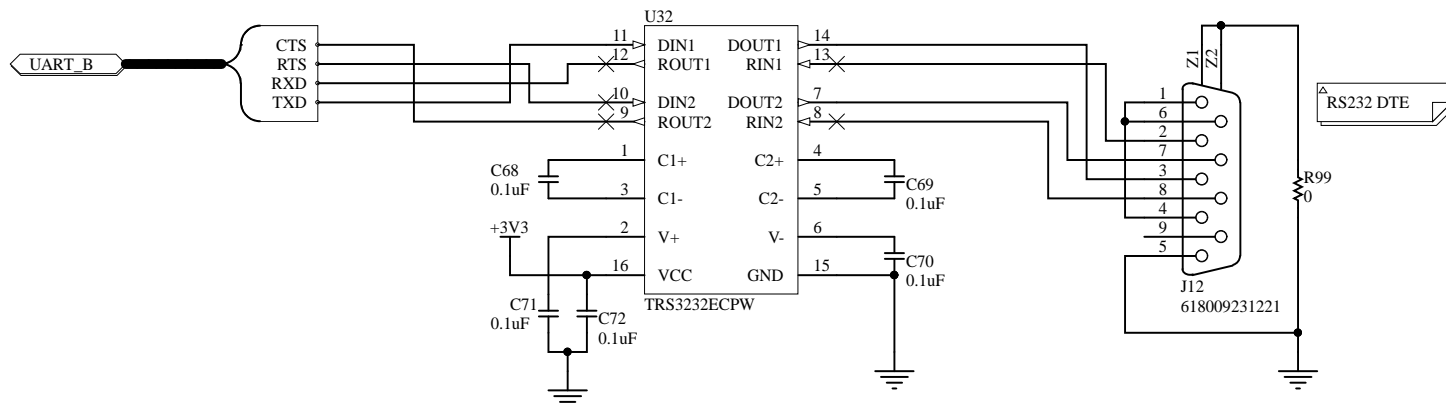 U32
CTS
RTS
RXD
TXD
UART_B
11 DIN1
12 ROUT1
10 DIN2
9 ROUT2
1 C1+
3 C1-
2 V+
16 VCC
DOUT1 14
RIN1 13
DOUT2 7
RIN2 8
C2+ 4
C2- 5
V- 6
GND 15
TRS3232ECPW
C68
0.1uF
+3V3
C71
0.1uF
C72
0.1uF
C69
0.1uF
C70
0.1uF
Z1
Z2
1
6
2
7
3
8
4
9
5
J12
618009231221
R99
0
RS232 DTE